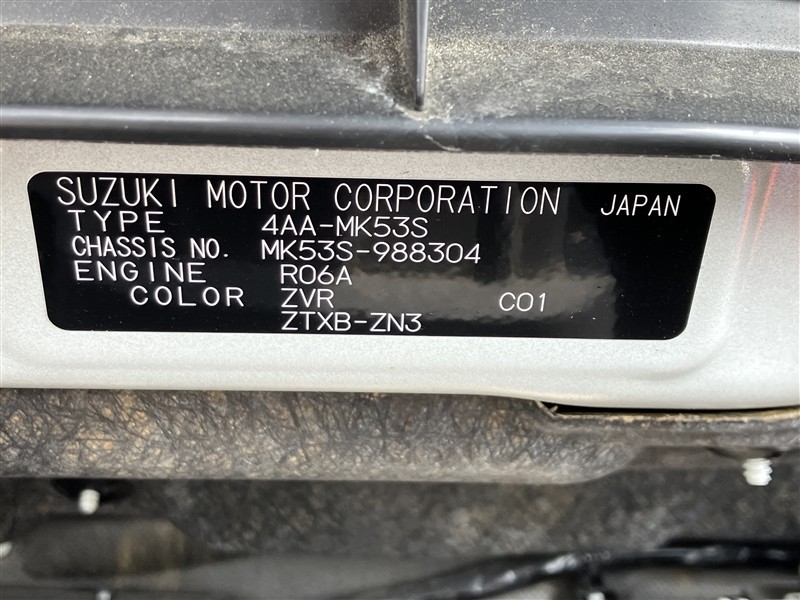 SUZUKI MOTOR CORPORATION JAPAN
TYPE 4AA-MK53S
CHASSIS NO. MK53S-988304
ENGINE R06A
COLOR ZVR C01
ZTXB-ZN3